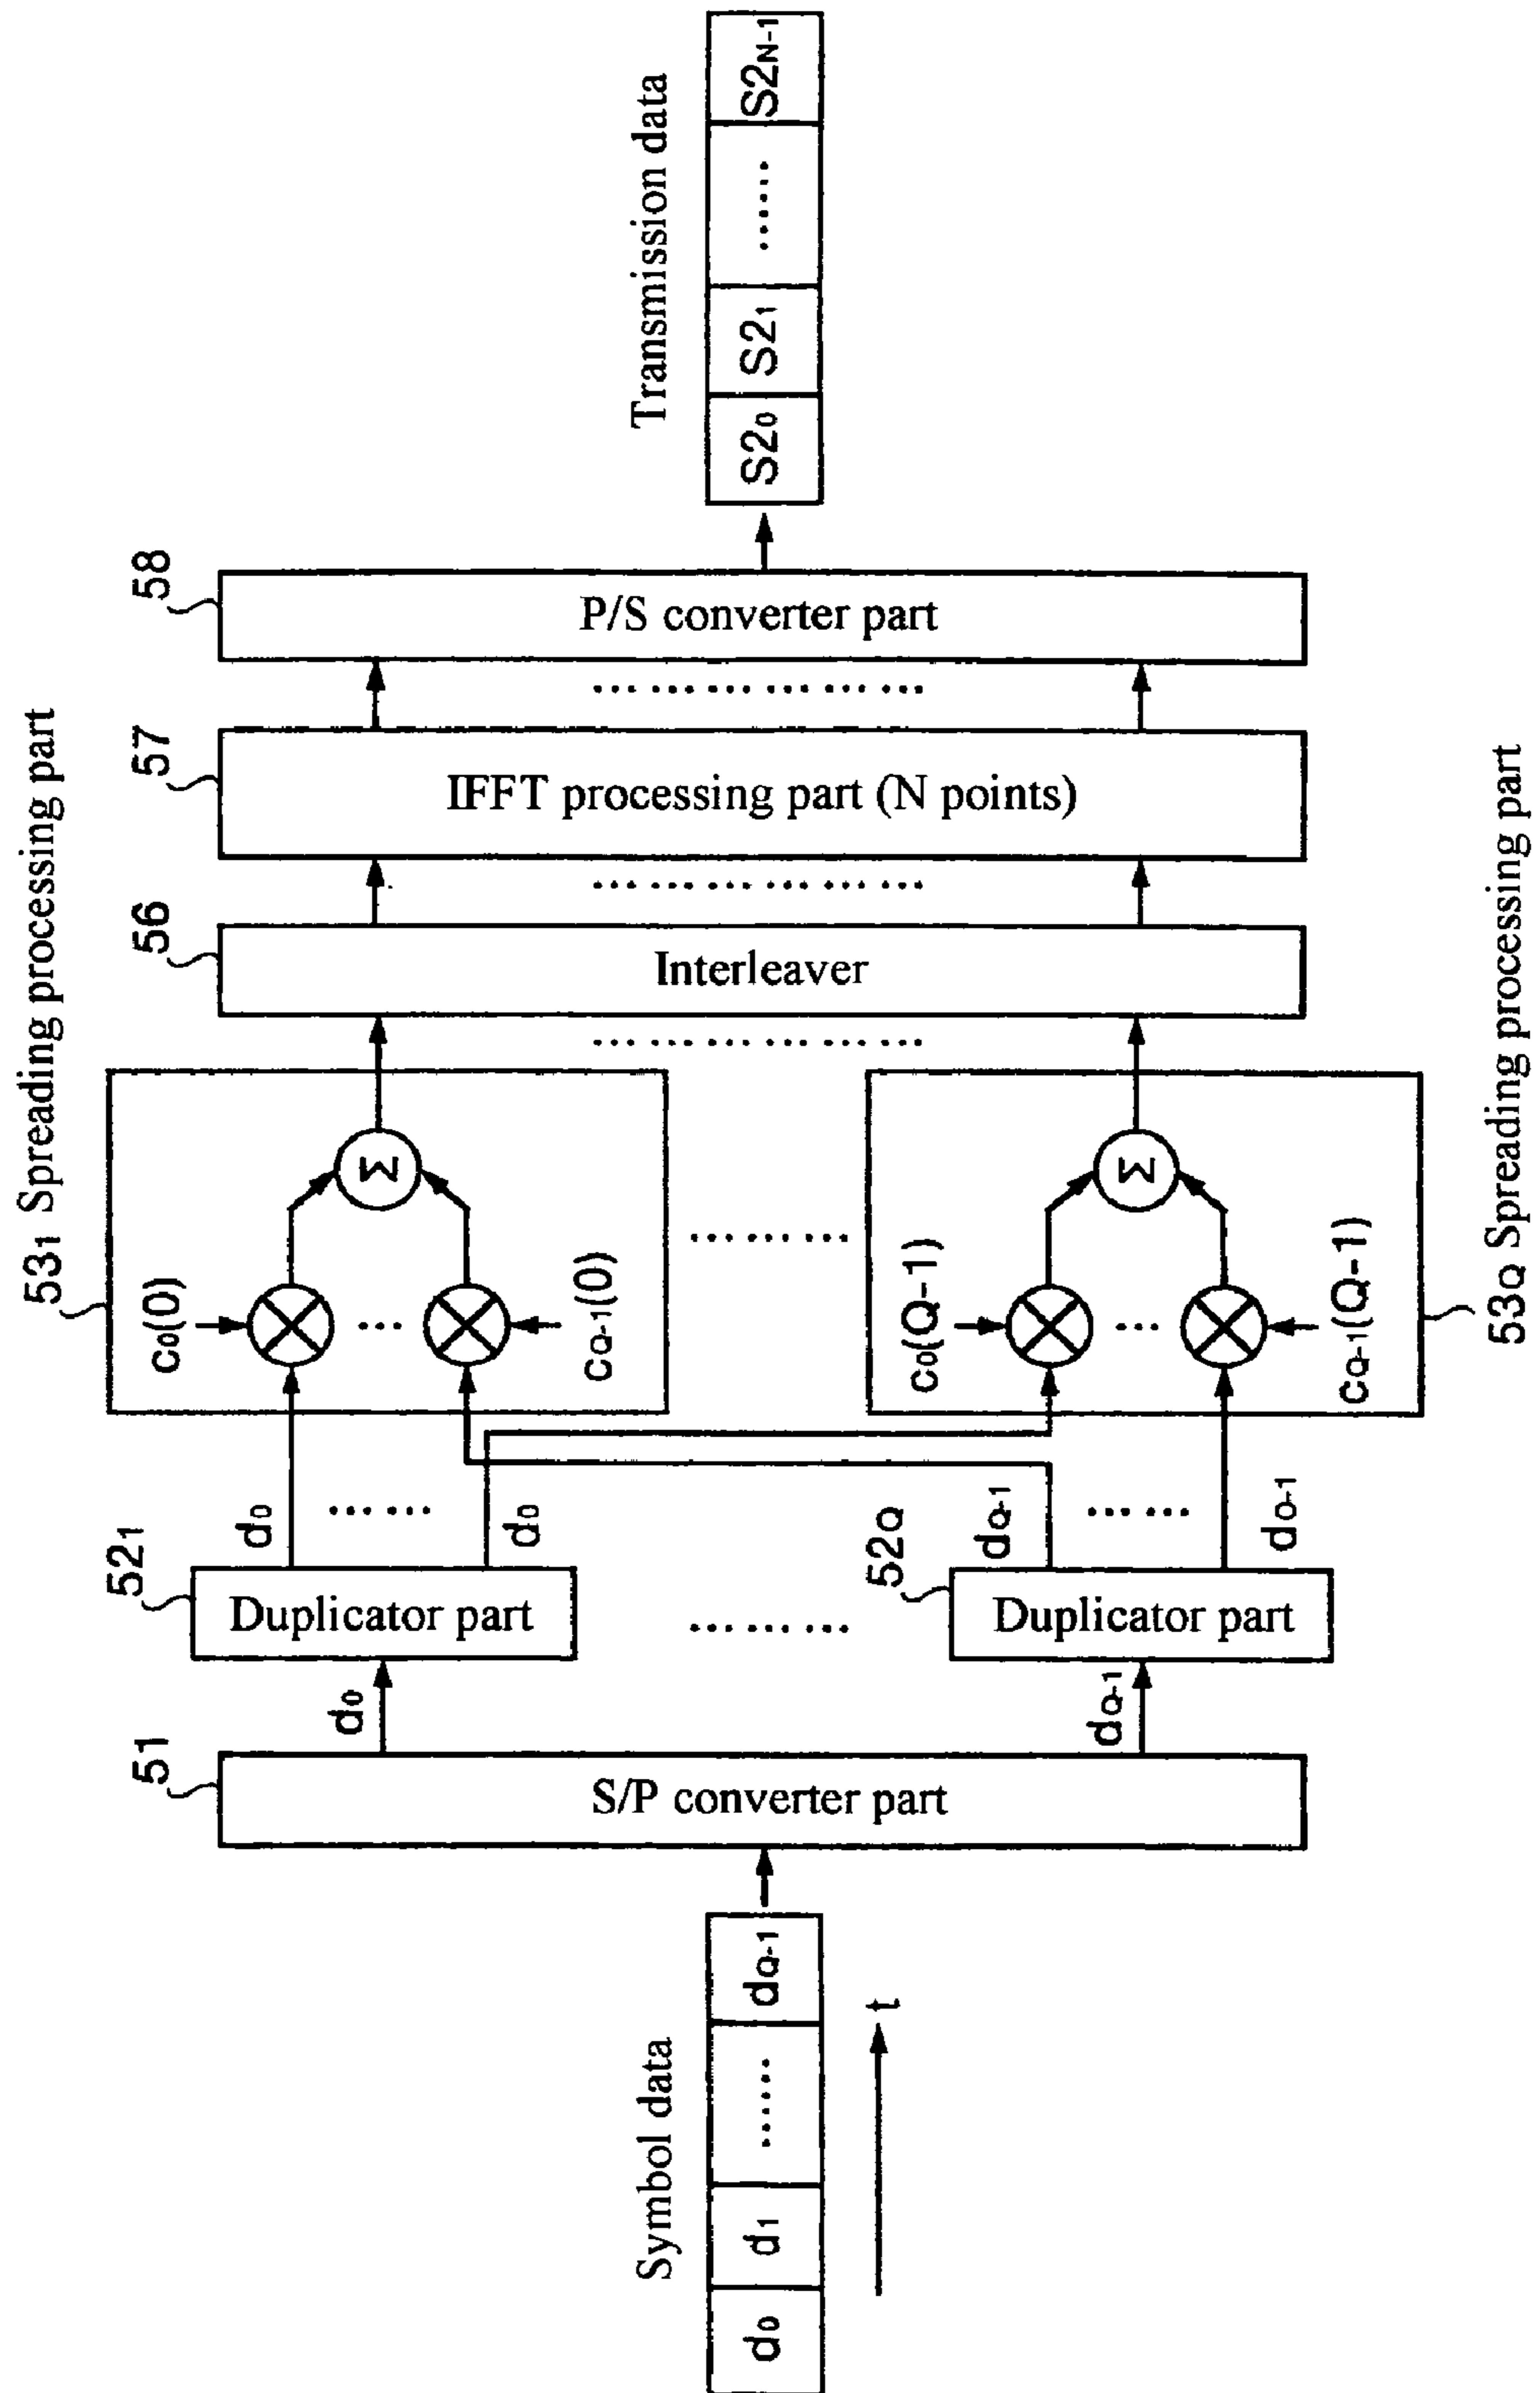 Symbol data
d0 d1 ...... dQ-1
t
51
S/P converter part
d0
dQ-1
521
Duplicator part
.........
52Q
Duplicator part
d0
......
d0
dQ-1
......
dQ-1
531 Spreading processing part
c0(0)
...
cQ-1(0)
Σ
.........
c0(Q-1)
...
cQ-1(Q-1)
Σ
53Q Spreading processing part
..................
56
Interleaver
..................
57
IFFT processing part (N points)
..................
58
P/S converter part
Transmission data
S20 S21 ...... S2N-1